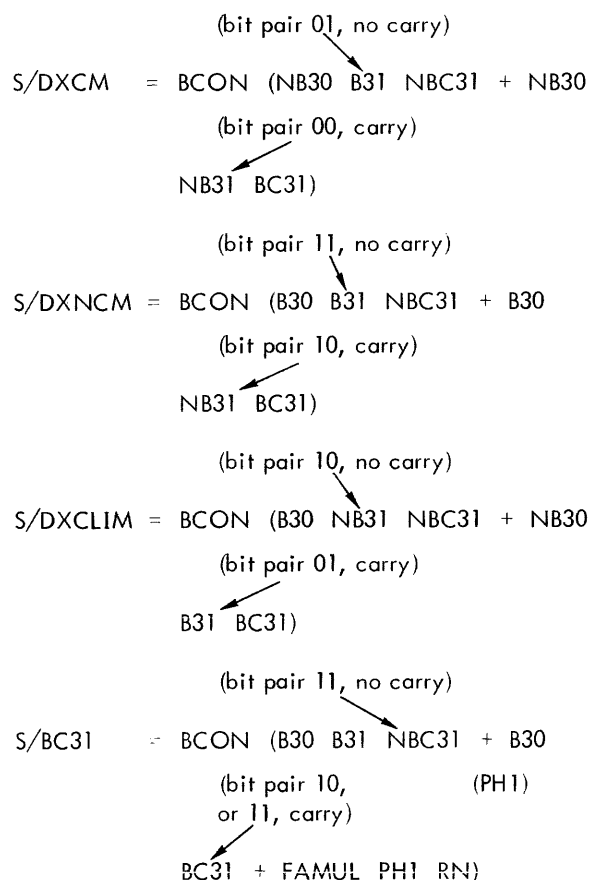 (bit pair 01, no carry)
S/DXCM = BCON (NB30 B31 NBC31 + NB30
(bit pair 00, carry)
NB31 BC31)
(bit pair 11, no carry)
S/DXNCM = BCON (B30 B31 NBC31 + B30
(bit pair 10, carry)
NB31 BC31)
(bit pair 10, no carry)
S/DXCLIM = BCON (B30 NB31 NBC31 + NB30
(bit pair 01, carry)
B31 BC31)
(bit pair 11, no carry)
S/BC31 = BCON (B30 B31 NBC31 + B30
(bit pair 10, (PH1)
or 11, carry)
BC31 + FAMUL PH1 RN)